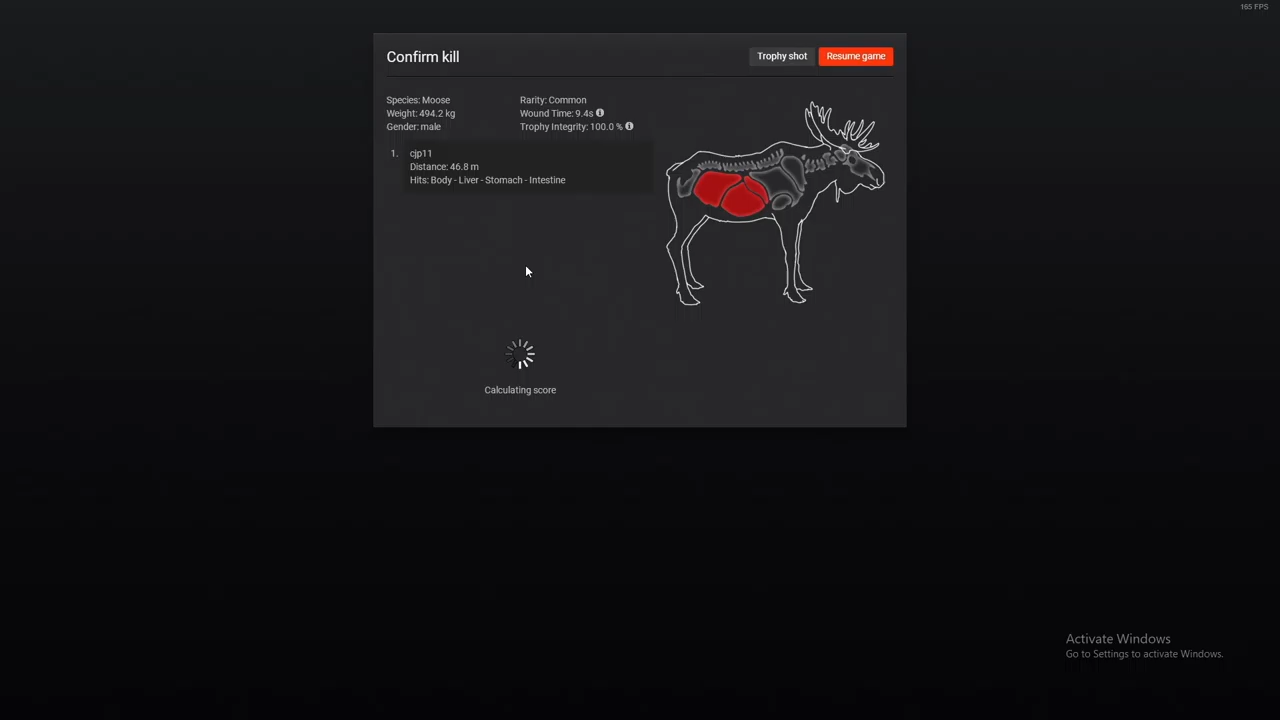 165 FPS
Confirm kill
Trophy shot
Resume game
Species: Moose
Rarity: Common
Weight: 494.2 kg
Wound Time: 9.4s
Gender: male
Trophy Integrity: 100.0 %
1. cjp11
Distance: 46.8 m
Hits: Body - Liver - Stomach - Intestine
Calculating score
Activate Windows
Go to Settings to activate Windows.